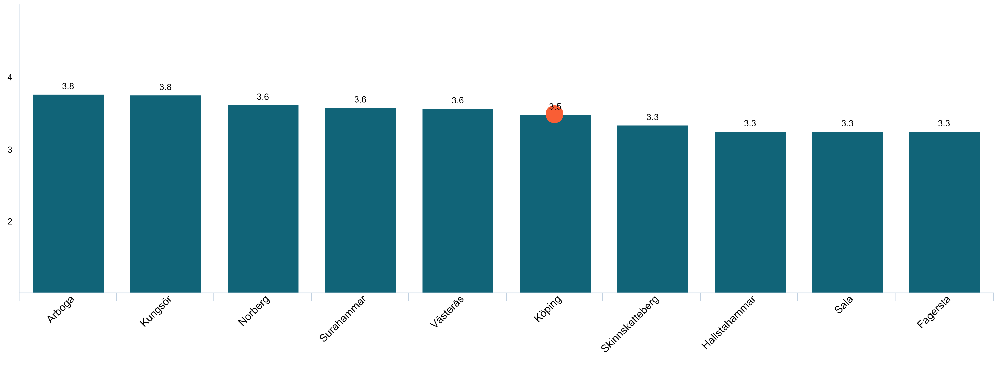 4
3
2
3.8
3.8
3.6
3.6
3.6
3.5
3.3
3.3
3.3
3.3
Arboga
Kungsör
Norberg
Surahammar
Västerås
Köping
Skinnskatteberg
Hallstahammar
Sala
Fagersta